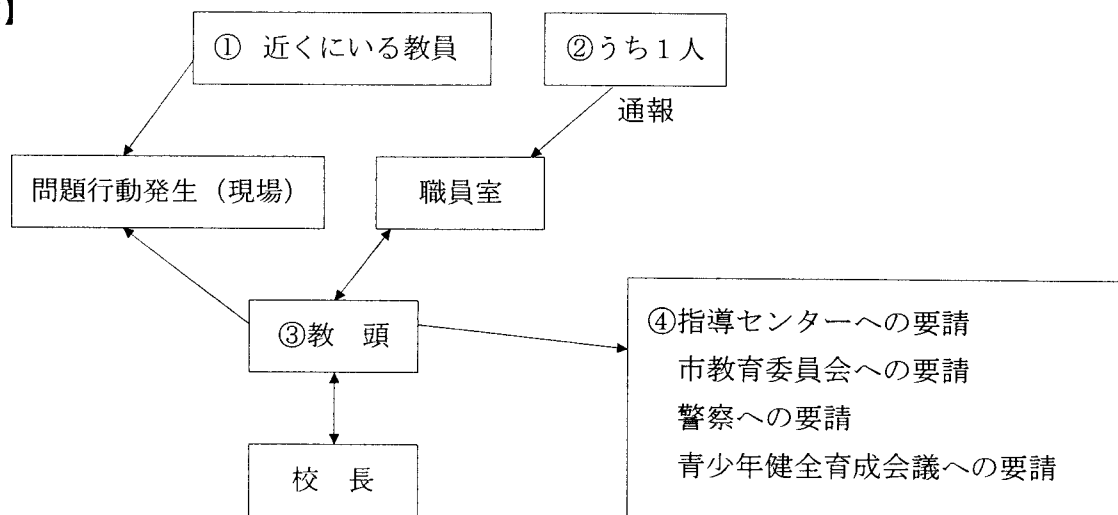 】
① 近くにいる教員
②うち1人
通報
問題行動発生（現場）
職員室
③教 頭
④指導センターへの要請
市教育委員会への要請
警察への要請
青少年健全育成会議への要請
校 長